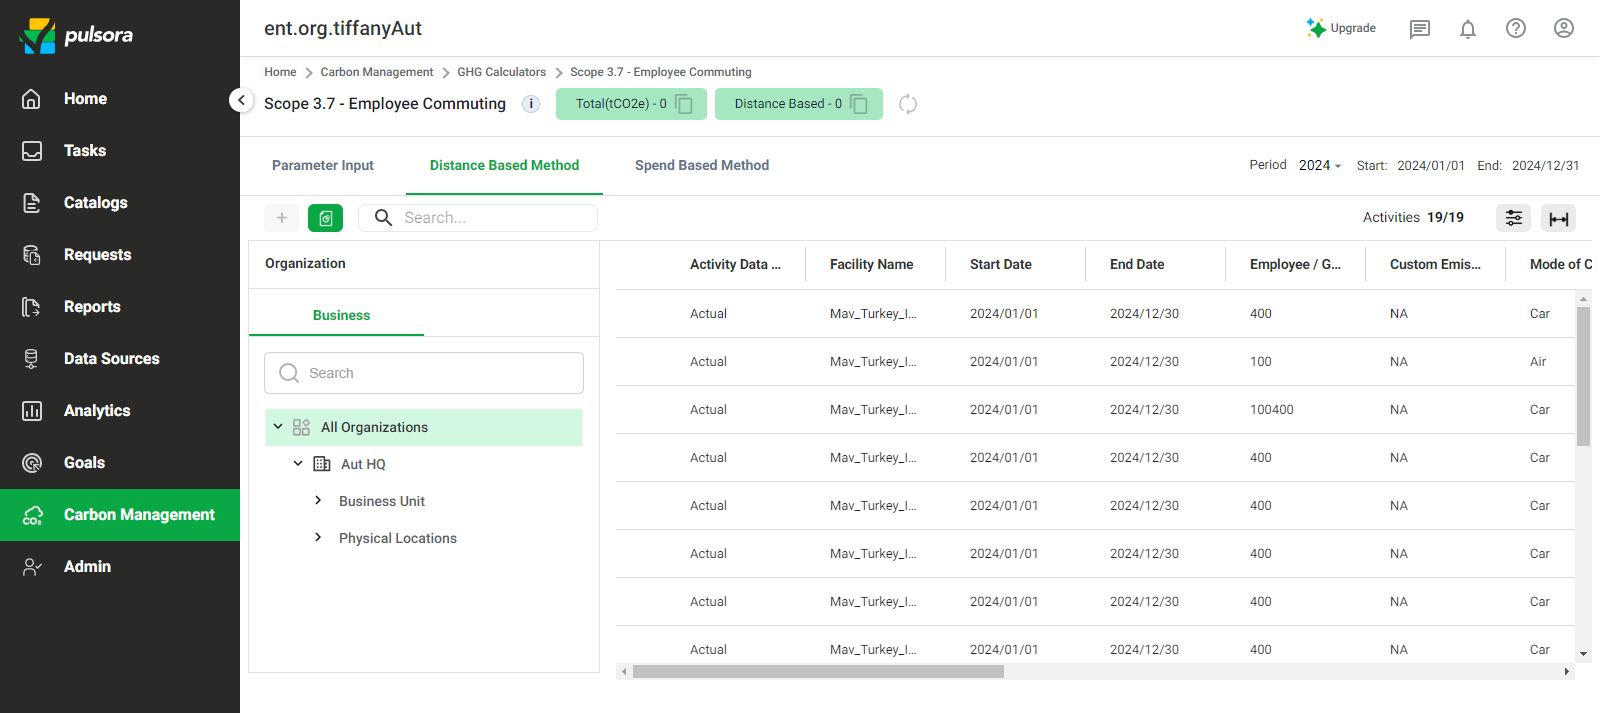 pulsora
ent.org.tiffanyAut
Upgrade
Home
Tasks
Catalogs
Requests
Reports
Data Sources
Analytics
Goals
Carbon Management
Admin
Home > Carbon Management > GHG Calculators > Scope 3.7 - Employee Commuting
Scope 3.7 - Employee Commuting i Total(tCO2e) - 0 Distance Based - 0
Parameter Input Distance Based Method Spend Based Method Period 2024 Start: 2024/01/01 End: 2024/12/31
+ Search... Activities 19/19
Organization
Business
Search
All Organizations
Aut HQ
Business Unit
Physical Locations
Activity Data ... Facility Name Start Date End Date Employee / G... Custom Emis... Mode of C
Actual Mav_Turkey_I... 2024/01/01 2024/12/30 400 NA Car
Actual Mav_Turkey_I... 2024/01/01 2024/12/30 100 NA Air
Actual Mav_Turkey_I... 2024/01/01 2024/12/30 100400 NA Car
Actual Mav_Turkey_I... 2024/01/01 2024/12/30 400 NA Car
Actual Mav_Turkey_I... 2024/01/01 2024/12/30 400 NA Car
Actual Mav_Turkey_I... 2024/01/01 2024/12/30 400 NA Car
Actual Mav_Turkey_I... 2024/01/01 2024/12/30 400 NA Car
Actual Mav_Turkey_I... 2024/01/01 2024/12/30 400 NA Car